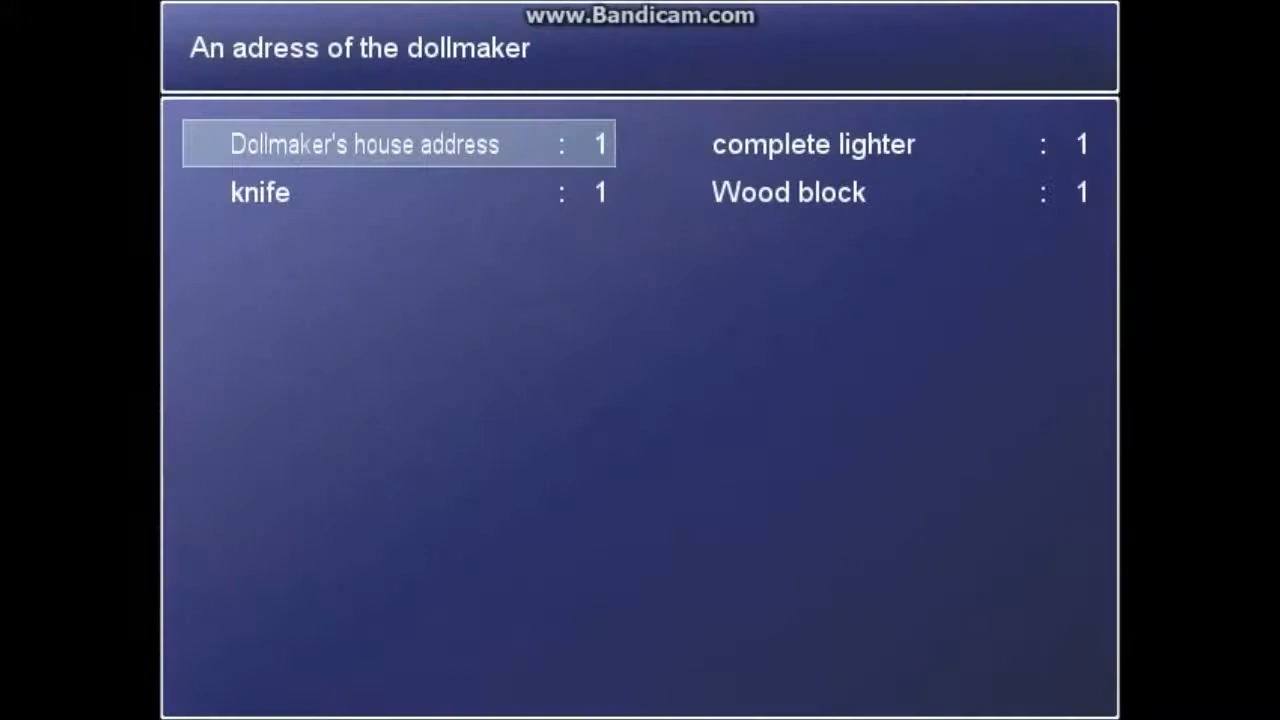 www.Bandicam.com
An adress of the dollmaker
Dollmaker's house address : 1 complete lighter : 1
knife : 1 Wood block : 1